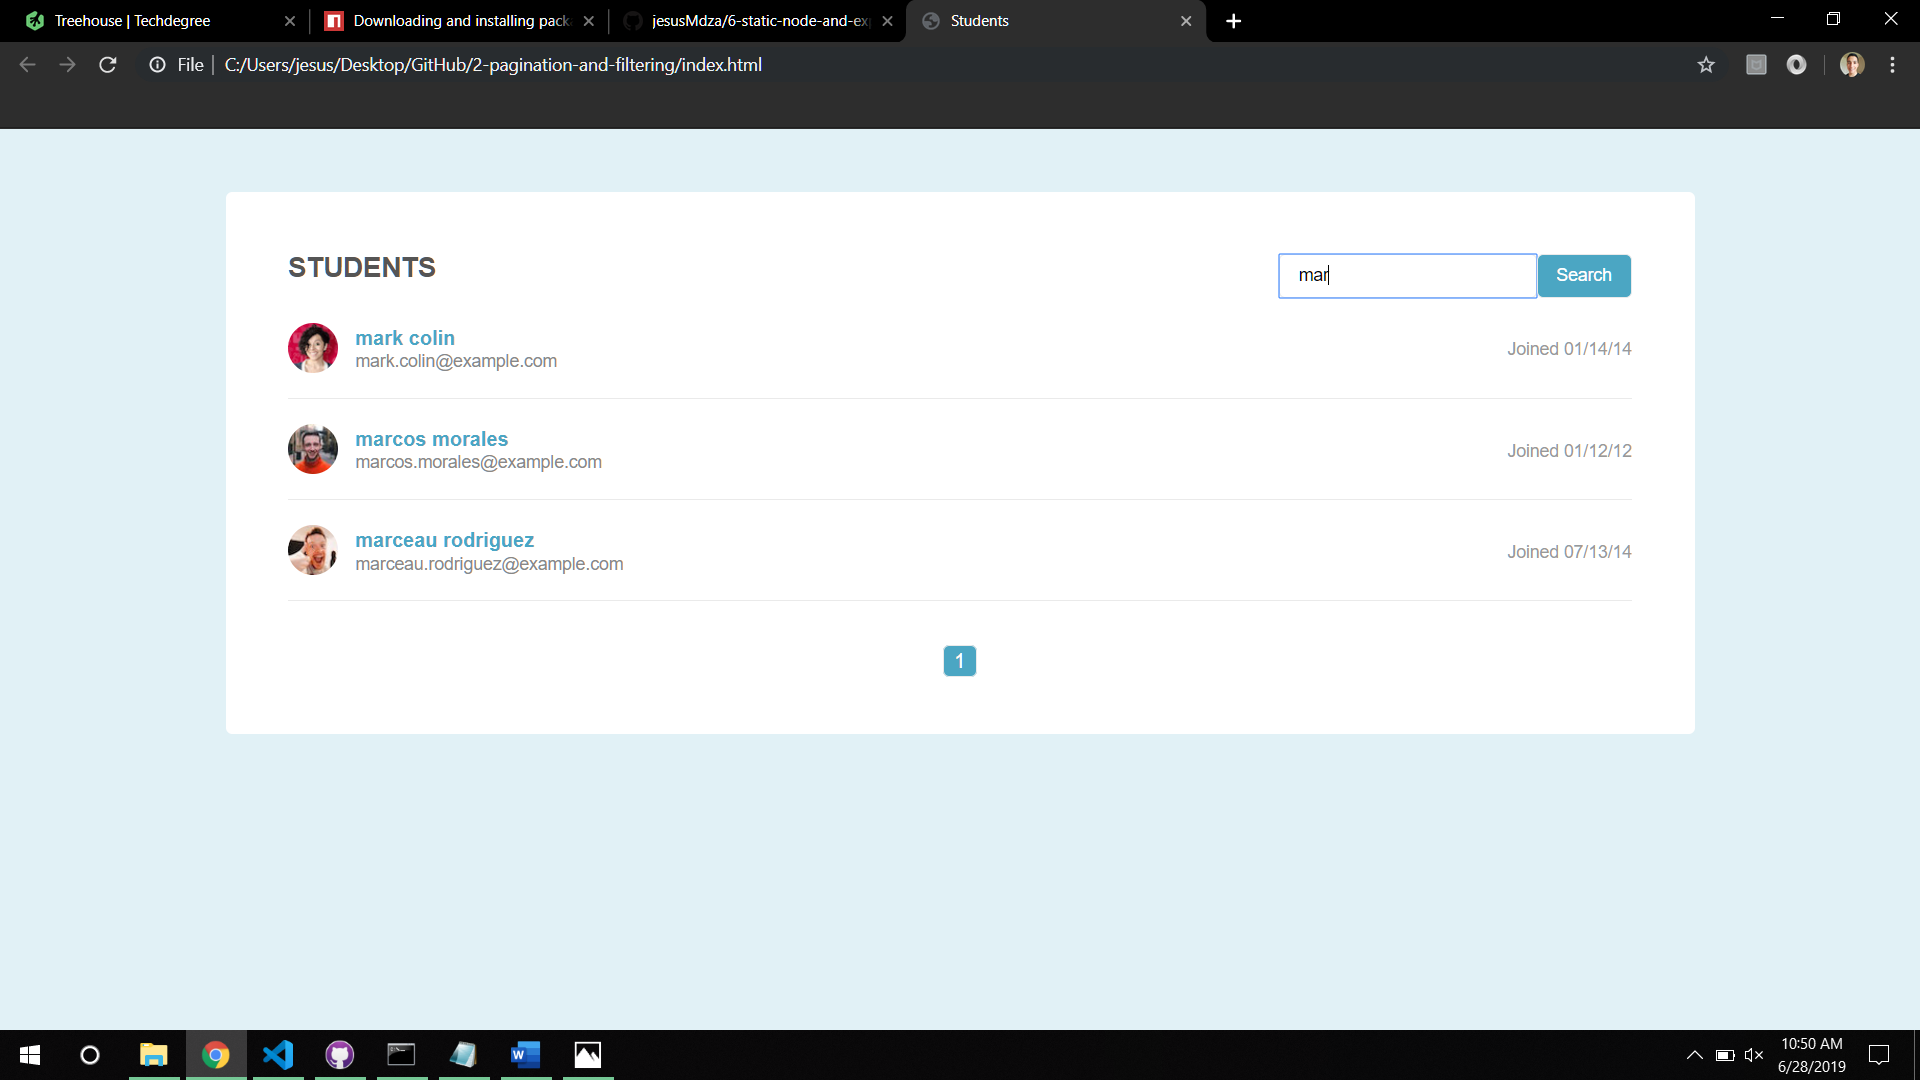 Treehouse | Techdegree
Downloading and installing pack
jesusMdza/6-static-node-and-exp
Students
File
C:/Users/jesus/Desktop/GitHub/2-pagination-and-filtering/index.html
STUDENTS
mar
Search
mark colin
mark.colin@example.com
Joined 01/14/14
marcos morales
marcos.morales@example.com
Joined 01/12/12
marceau rodriguez
marceau.rodriguez@example.com
Joined 07/13/14
1
10:50 AM
6/28/2019